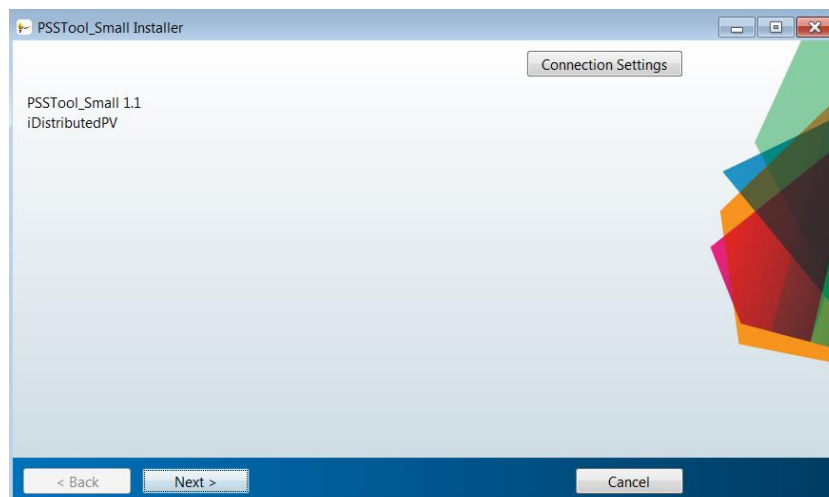 PSSTool_Small Installer
Connection Settings
PSSTool_Small 1.1
iDistributedPV
< Back
Next >
Cancel